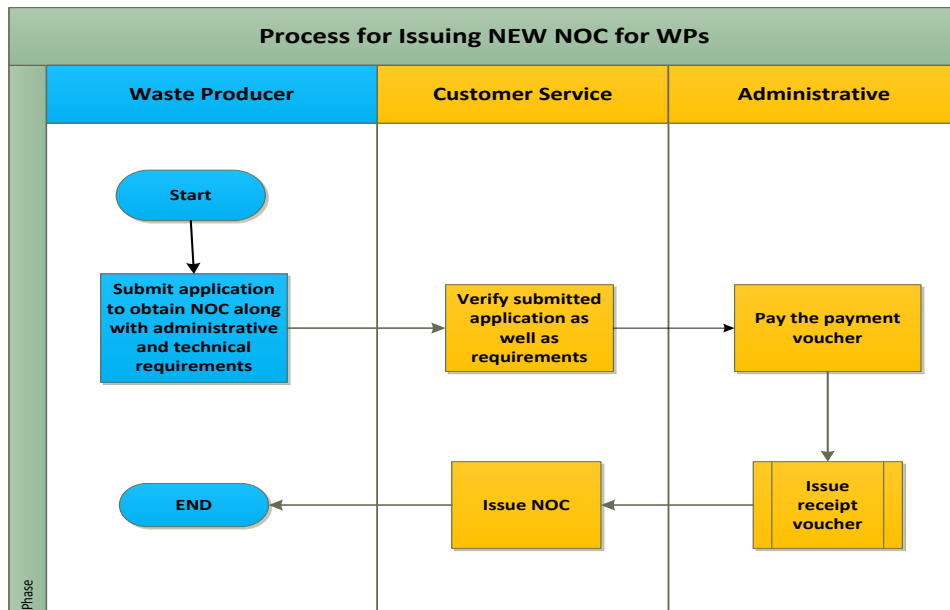 Process for Issuing NEW NOC for WPs
Waste Producer
Customer Service
Administrative
Start
Submit application
to obtain NOC along
with administrative
and technical
requirements
Verify submitted
application as
well as
requirements
Pay the payment
voucher
END
Issue NOC
Issue
receipt
voucher
Phase